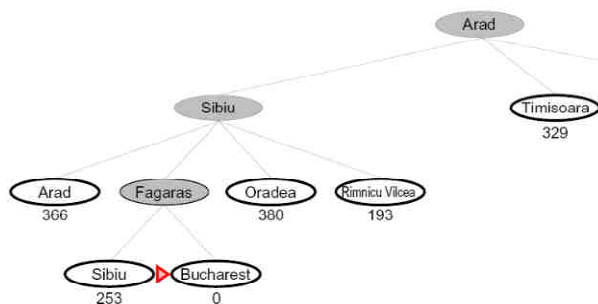 Arad
Sibiu
Timisoara
329
Arad
Fagaras
Oradea
Rimnicu Vilcea
366
380
193
Sibiu
Bucharest
253
0